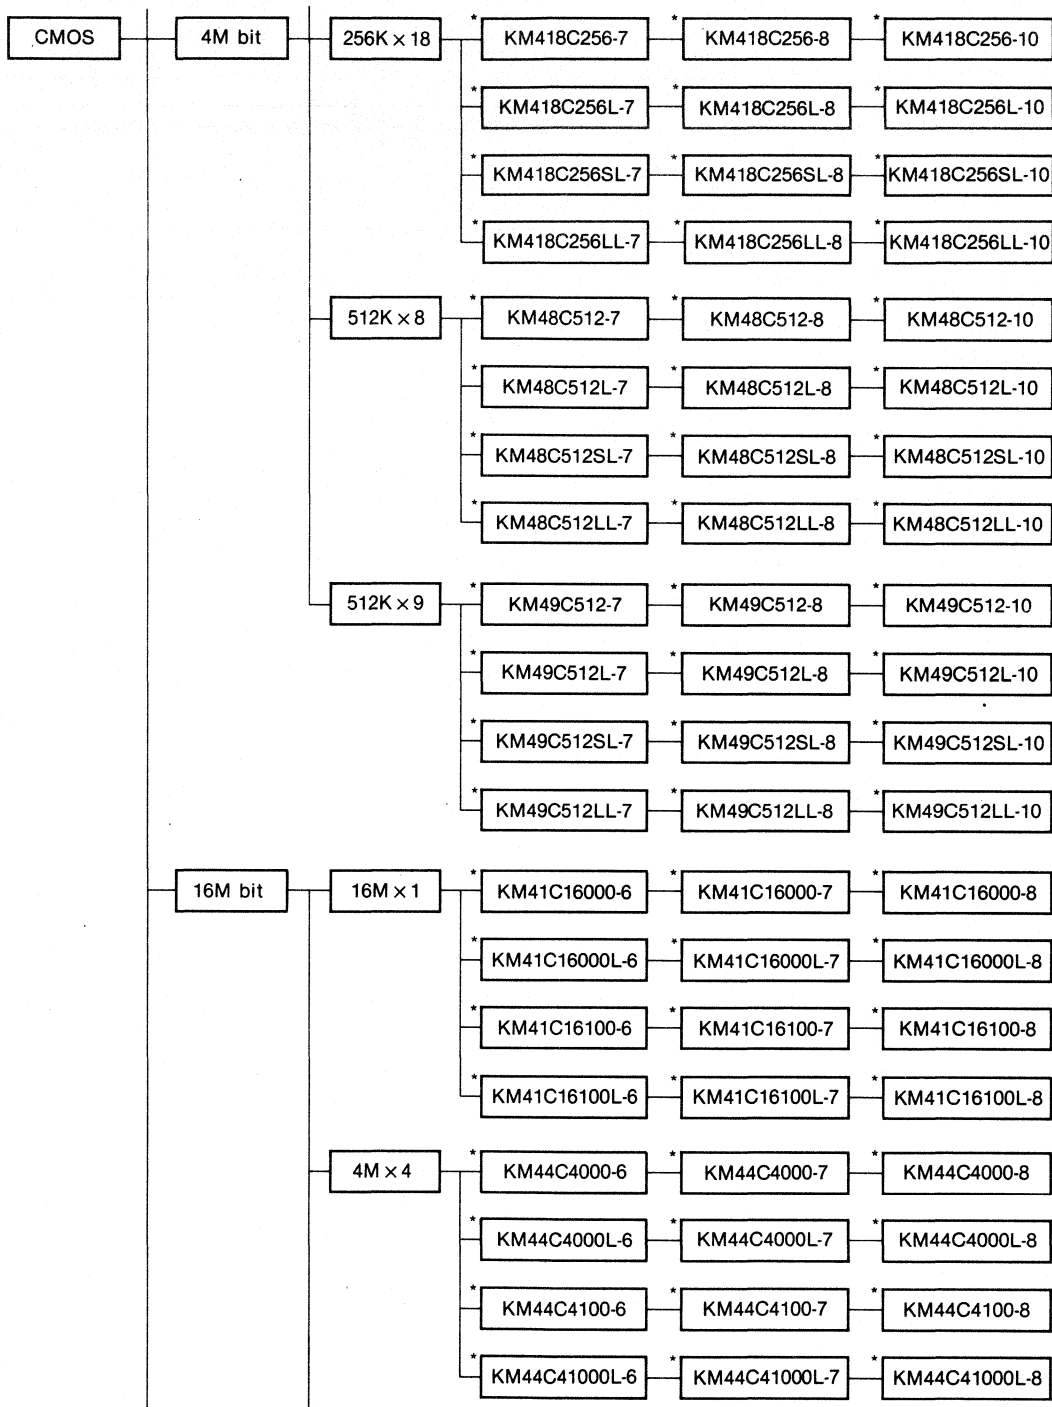 CMOS 4M bit 256K × 18 * KM418C256-7 * KM418C256-8 * KM418C256-10
* KM418C256L-7 * KM418C256L-8 * KM418C256L-10
* KM418C256SL-7 * KM418C256SL-8 * KM418C256SL-10
* KM418C256LL-7 * KM418C256LL-8 * KM418C256LL-10
512K × 8 * KM48C512-7 * KM48C512-8 * KM48C512-10
* KM48C512L-7 * KM48C512L-8 * KM48C512L-10
* KM48C512SL-7 * KM48C512SL-8 * KM48C512SL-10
* KM48C512LL-7 * KM48C512LL-8 * KM48C512LL-10
512K × 9 * KM49C512-7 * KM49C512-8 * KM49C512-10
* KM49C512L-7 * KM49C512L-8 * KM49C512L-10
* KM49C512SL-7 * KM49C512SL-8 * KM49C512SL-10
* KM49C512LL-7 * KM49C512LL-8 * KM49C512LL-10
16M bit 16M × 1 * KM41C16000-6 * KM41C16000-7 * KM41C16000-8
* KM41C16000L-6 * KM41C16000L-7 * KM41C16000L-8
* KM41C16100-6 * KM41C16100-7 * KM41C16100-8
* KM41C16100L-6 * KM41C16100L-7 * KM41C16100L-8
4M × 4 * KM44C4000-6 * KM44C4000-7 * KM44C4000-8
* KM44C4000L-6 * KM44C4000L-7 * KM44C4000L-8
* KM44C4100-6 * KM44C4100-7 * KM44C4100-8
* KM44C41000L-6 * KM44C41000L-7 * KM44C41000L-8